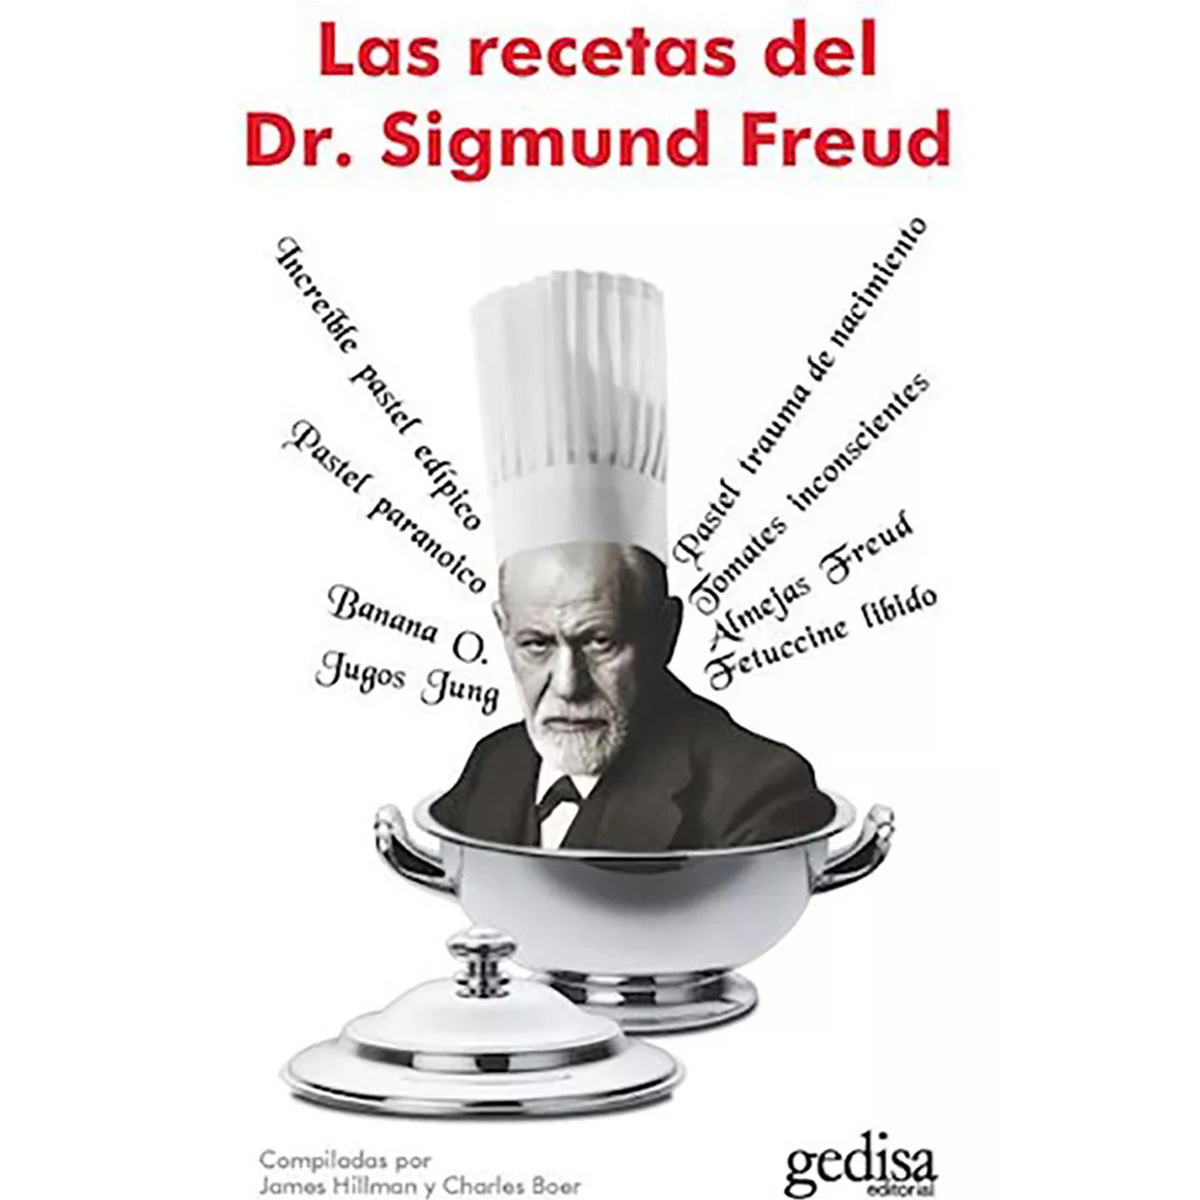 Las recetas del
Dr. Sigmund Freud
Increíble pastel edípico
Pastel paranoico
Banana O.
Jugos Jung
Pastel trauma de nacimiento
Tomates inconscientes
Almejas Freud
Fetuccine libido
Compiladas por
James Hillman y Charles Boer
gedisa
editorial